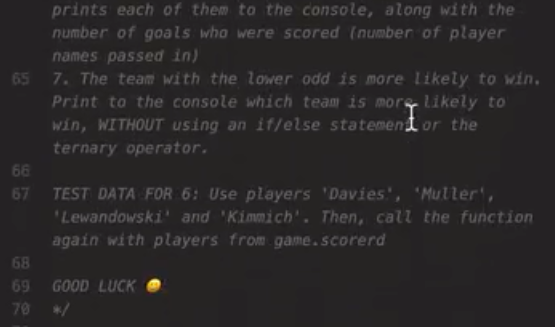 prints each of them to the console, along with the
number of goals who were scored (number of player
names passed in)
65 7. The team with the lower odd is more likely to win.
Print to the console which team is more likely to
win, WITHOUT using an if/else statement or the
ternary operator.
66
67 TEST DATA FOR 6: Use players 'Davies', 'Muller',
'Lewandowski' and 'Kimmich'. Then, call the function
again with players from game.scorerd
68
69 GOOD LUCK 😀
70 */